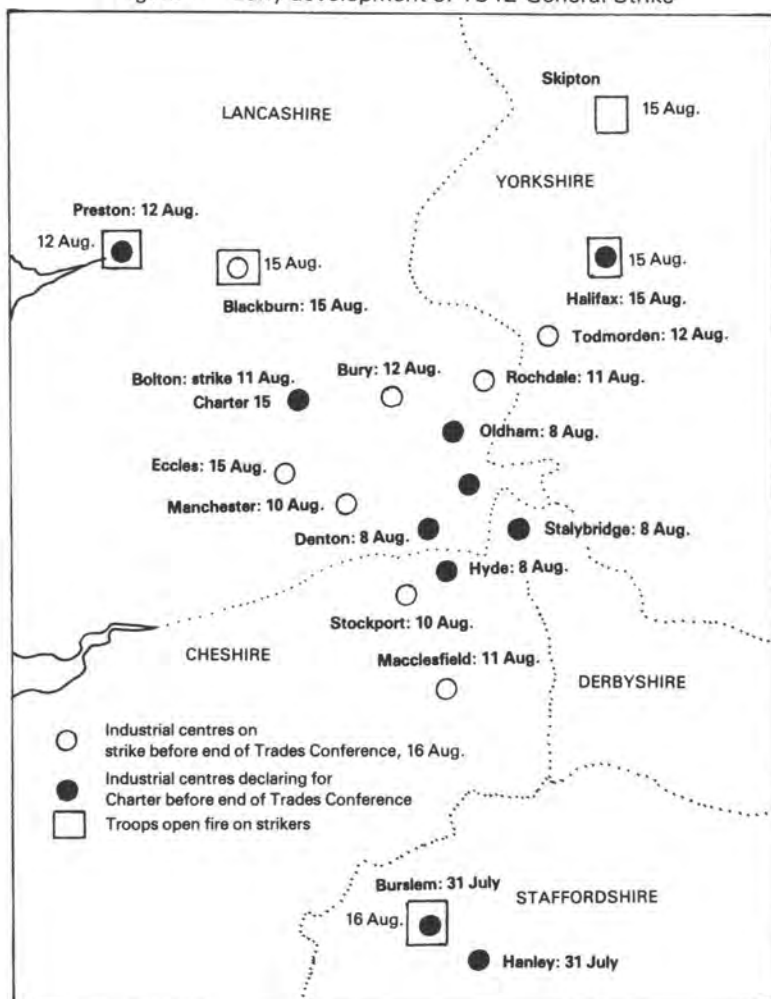 development of 1842 General Strike
Skipton
15 Aug.
LANCASHIRE
YORKSHIRE
Preston: 12 Aug.
12 Aug.
15 Aug.
Blackburn: 15 Aug.
15 Aug.
Halifax: 15 Aug.
Todmorden: 12 Aug.
Bolton: strike 11 Aug.
Charter 15
Bury: 12 Aug.
Rochdale: 11 Aug.
Oldham: 8 Aug.
Eccles: 15 Aug.
Manchester: 10 Aug.
Denton: 8 Aug.
Stalybridge: 8 Aug.
Hyde: 8 Aug.
Stockport: 10 Aug.
CHESHIRE
Macclesfield: 11 Aug.
DERBYSHIRE
Industrial centres on
strike before end of Trades Conference, 16 Aug.
Industrial centres declaring for
Charter before end of Trades Conference
Troops open fire on strikers
Burslem: 31 July
16 Aug.
STAFFORDSHIRE
Hanley: 31 July